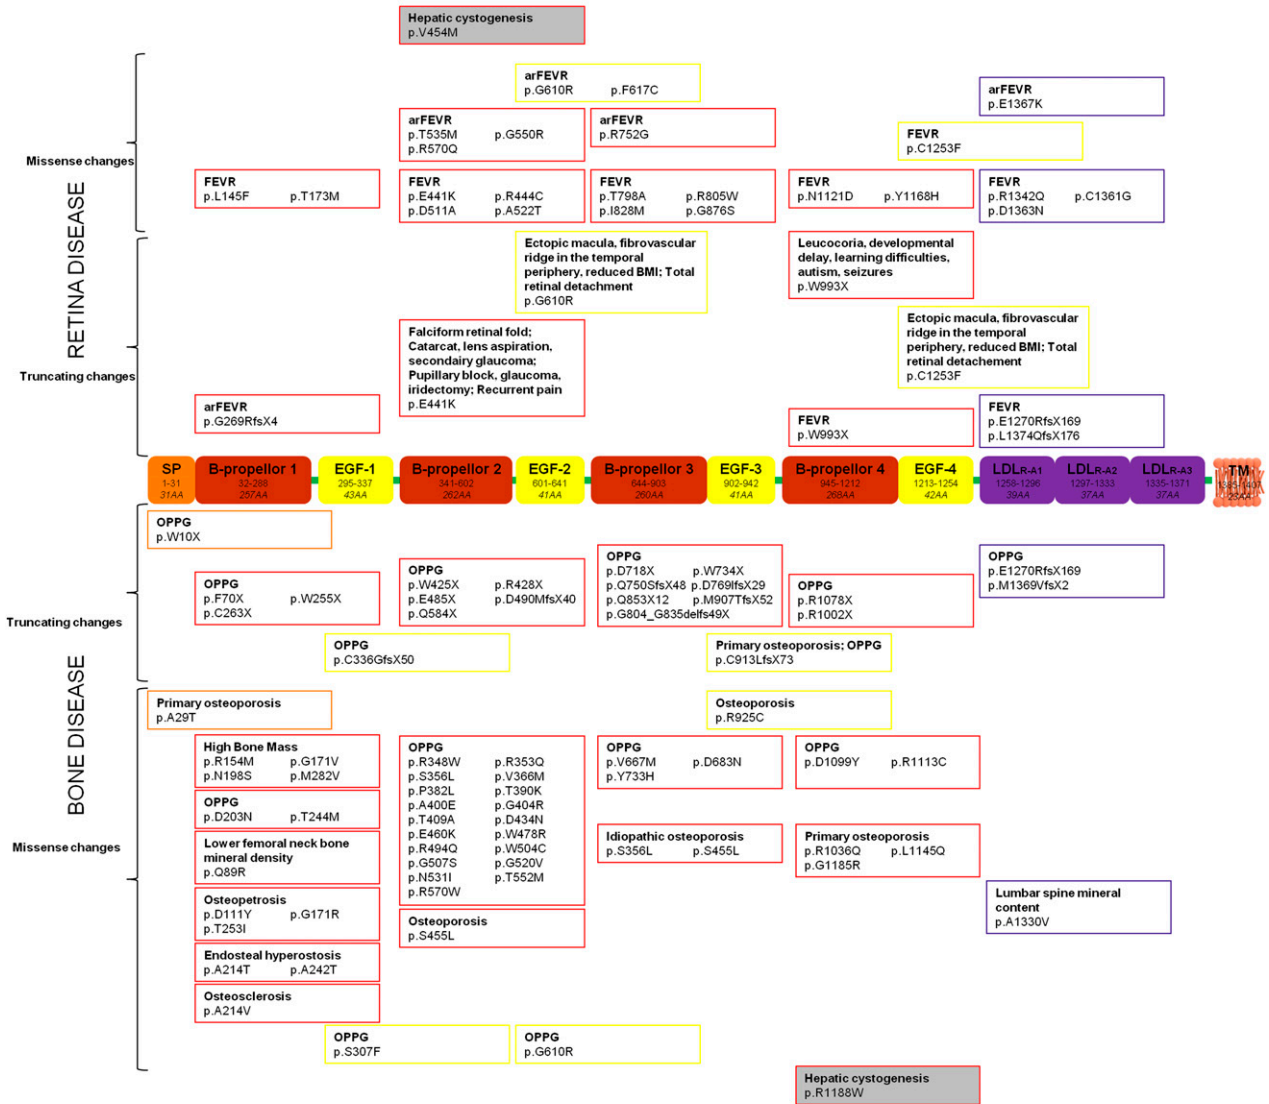 Hepatic cystogenesis
p.V454M
arFEVR
p.G610R p.F617C
arFEVR
p.E1367K
arFEVR
p.T535M p.G550R
p.R570Q
arFEVR
p.R752G
FEVR
p.C1253F
Missense changes
FEVR
p.L145F p.T173M
FEVR
p.E441K p.R444C
p.D511A p.A522T
FEVR
p.T798A p.R805W
p.I828M p.G876S
FEVR
p.N1121D p.Y1168H
FEVR
p.R1342Q p.C1361G
p.D1363N
RETINA DISEASE
Ectopic macula, fibrovascular
ridge in the temporal
periphery, reduced BMI; Total
retinal detachment
p.G610R
Leucocoria, developmental
delay, learning difficulties,
autism, seizures
p.W993X
Ectopic macula, fibrovascular
ridge in the temporal
periphery, reduced BMI; Total
retinal detachement
p.C1253F
Falciform retinal fold;
Catarcat, lens aspiration,
secondairy glaucoma;
Pupillary block, glaucoma,
iridectomy; Recurrent pain
p.E441K
Truncating changes
arFEVR
p.G269RfsX4
FEVR
p.W993X
FEVR
p.E1270RfsX169
p.L1374QfsX176
SP
1-31
31AA
B-propellor 1
32-288
257AA
EGF-1
295-337
43AA
B-propellor 2
341-602
262AA
EGF-2
601-641
41AA
B-propellor 3
644-903
260AA
EGF-3
902-942
41AA
B-propellor 4
945-1212
268AA
EGF-4
1213-1254
42AA
LDLR-A1
1258-1296
39AA
LDLR-A2
1297-1333
37AA
LDLR-A3
1335-1371
37AA
TM
1385-1407
23AA
OPPG
p.W10X
OPPG
p.F70X p.W255X
p.C263X
OPPG
p.W425X p.R428X
p.E485X p.D490MfsX40
p.Q584X
OPPG
p.D718X p.W734X
p.Q750SfsX48 p.D769IfsX29
p.Q853X12 p.M907TfsX52
p.G804_G835delfs49X
OPPG
p.R1078X
p.R1002X
OPPG
p.E1270RfsX169
p.M1369VfsX2
Truncating changes
OPPG
p.C336GfsX50
Primary osteoporosis; OPPG
p.C913LfsX73
BONE DISEASE
Primary osteoporosis
p.A29T
Osteoporosis
p.R925C
High Bone Mass
p.R154M p.G171V
p.N198S p.M282V
OPPG
p.R348W p.R353Q
p.S356L p.V366M
p.P382L p.T390K
p.A400E p.G404R
p.T409A p.D434N
p.E460K p.W478R
p.R494Q p.W504C
p.G507S p.G520V
p.N531I p.T552M
p.R570W
OPPG
p.V667M p.D683N
p.Y733H
OPPG
p.D1099Y p.R1113C
OPPG
p.D203N p.T244M
Missense changes
Lower femoral neck bone
mineral density
p.Q89R
Idiopathic osteoporosis
p.S356L p.S455L
Primary osteoporosis
p.R1036Q p.L1145Q
p.G1185R
Osteopetrosis
p.D111Y p.G171R
p.T253I
Osteoporosis
p.S455L
Lumbar spine mineral
content
p.A1330V
Endosteal hyperostosis
p.A214T p.A242T
Osteosclerosis
p.A214V
OPPG
p.S307F
OPPG
p.G610R
Hepatic cystogenesis
p.R1188W